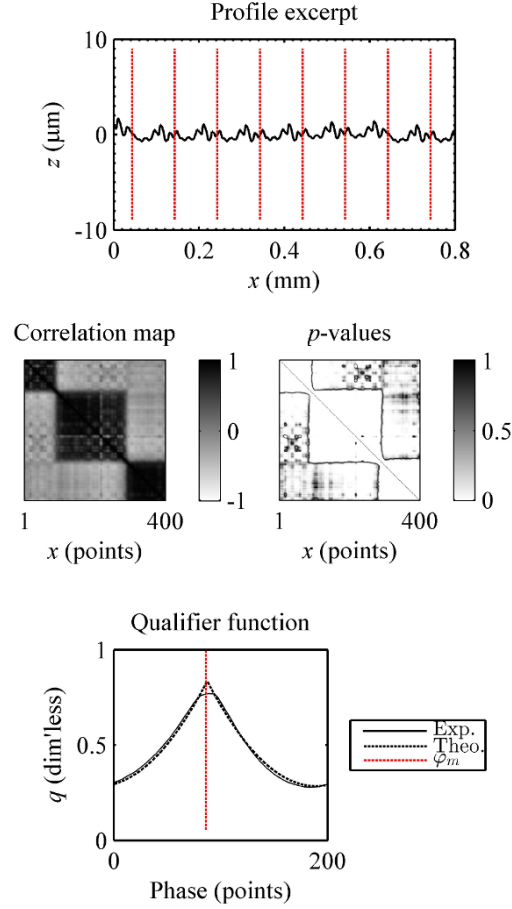 Profile excerpt
10
0
-10
z (μm)
0 0.2 0.4 0.6 0.8
x (mm)
Correlation map
1
0
-1
1 400
x (points)
p-values
1
0.5
0
1 400
x (points)
Qualifier function
1
0.5
0
q (dim'less)
0 200
Phase (points)
Exp.
Theo.
φm